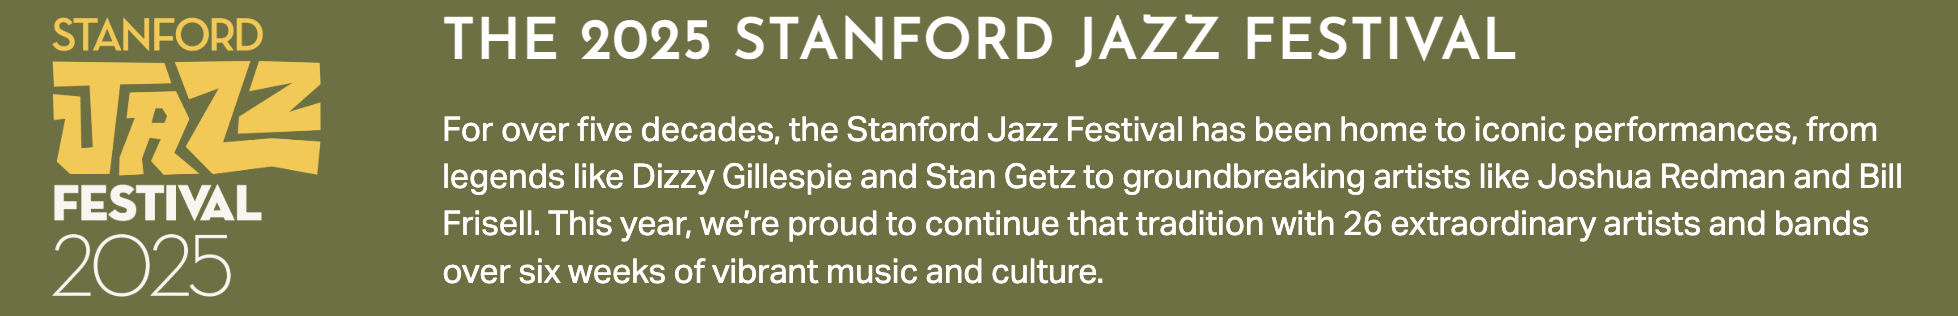 STANFORD
JAZZ
FESTIVAL
2025
THE 2025 STANFORD JAZZ FESTIVAL
For over five decades, the Stanford Jazz Festival has been home to iconic performances, from
legends like Dizzy Gillespie and Stan Getz to groundbreaking artists like Joshua Redman and Bill
Frisell. This year, we’re proud to continue that tradition with 26 extraordinary artists and bands
over six weeks of vibrant music and culture.